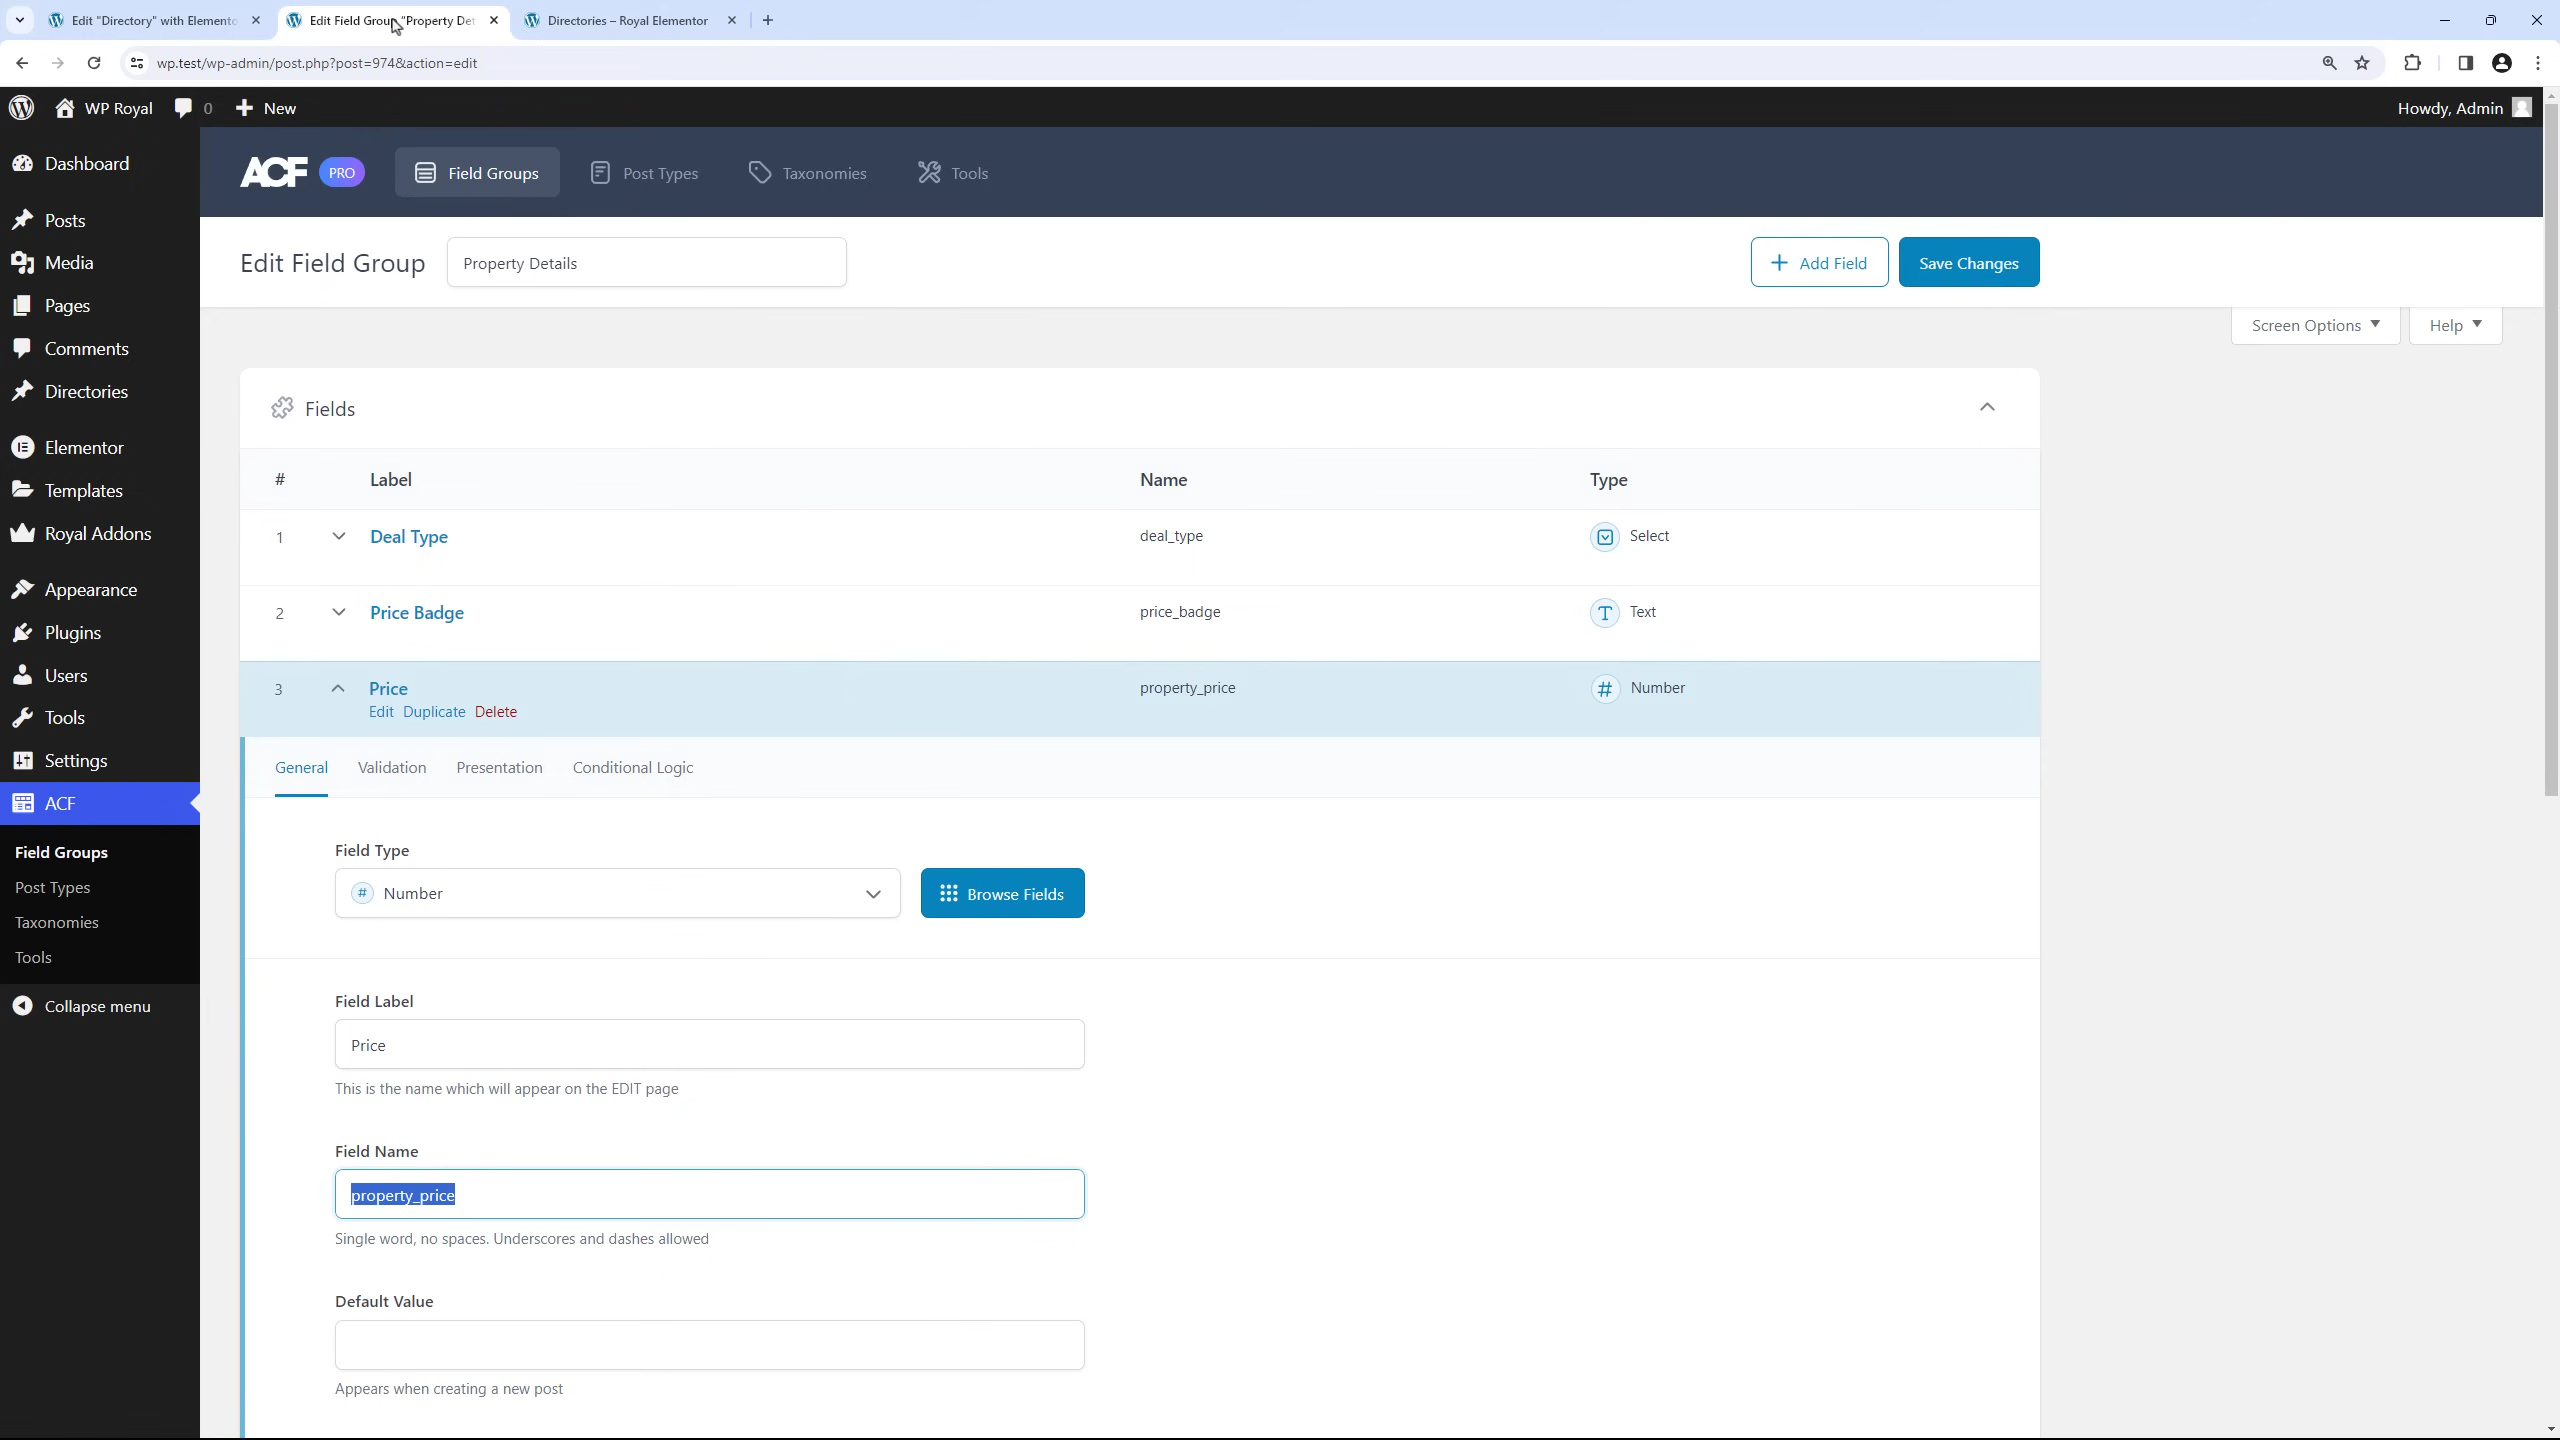 Edit "Directory" with Elemento
Edit Field Group "Property Det
Directories – Royal Elementor
wp.test/wp-admin/post.php?post=974&action=edit
WP Royal
0
New
Howdy, Admin
Dashboard
Posts
Media
Pages
Comments
Directories
Elementor
Templates
Royal Addons
Appearance
Plugins
Users
Tools
Settings
ACF
Field Groups
Post Types
Taxonomies
Tools
Collapse menu
ACF PRO
Field Groups
Post Types
Taxonomies
Tools
Edit Field Group
Property Details
+ Add Field
Save Changes
Screen Options
Help
Fields
# Label Name Type
1 Deal Type deal_type Select
2 Price Badge price_badge Text
3 Price property_price # Number
Edit Duplicate Delete
General Validation Presentation Conditional Logic
Field Type
# Number
Browse Fields
Field Label
Price
This is the name which will appear on the EDIT page
Field Name
property_price
Single word, no spaces. Underscores and dashes allowed
Default Value
Appears when creating a new post